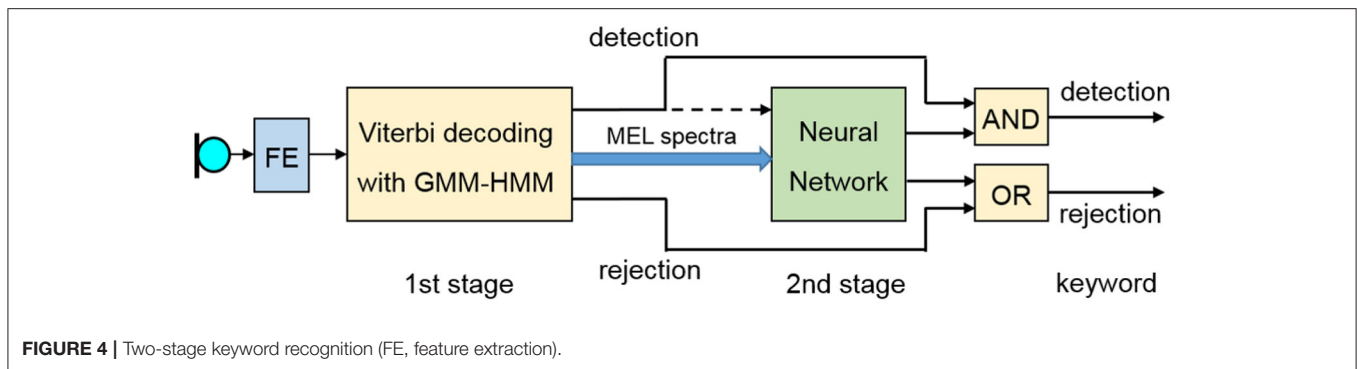 detection
Viterbi decoding
with GMM-HMM
FE
MEL spectra
Neural
Network
AND
OR
detection
rejection
rejection
1st stage
2nd stage
keyword
FIGURE 4 | Two-stage keyword recognition (FE, feature extraction).